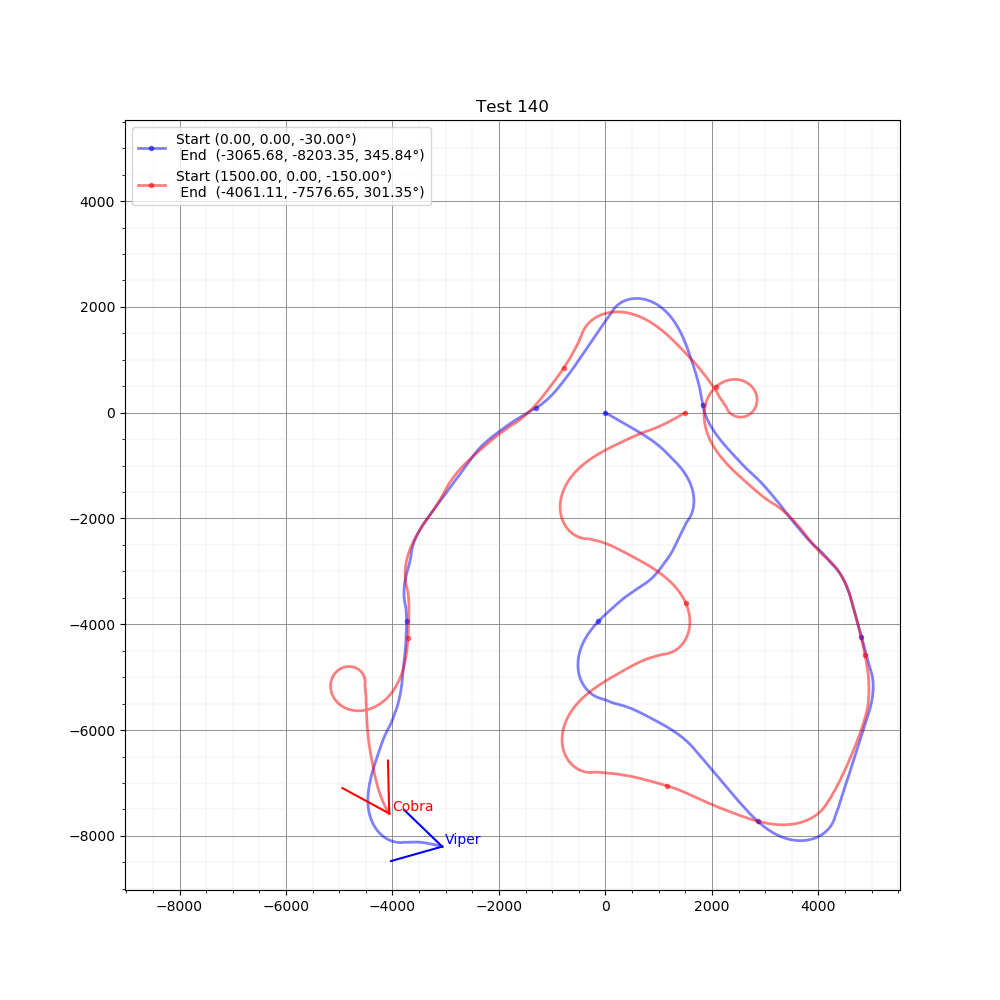 Test 140
Start (0.00, 0.00, -30.00°)
End  (-3065.68, -8203.35, 345.84°)
Start (1500.00, 0.00, -150.00°)
End  (-4061.11, -7576.65, 301.35°)
4000
2000
0
−2000
−4000
−6000
−8000
Cobra
Viper
−8000 −6000 −4000 −2000 0 2000 4000